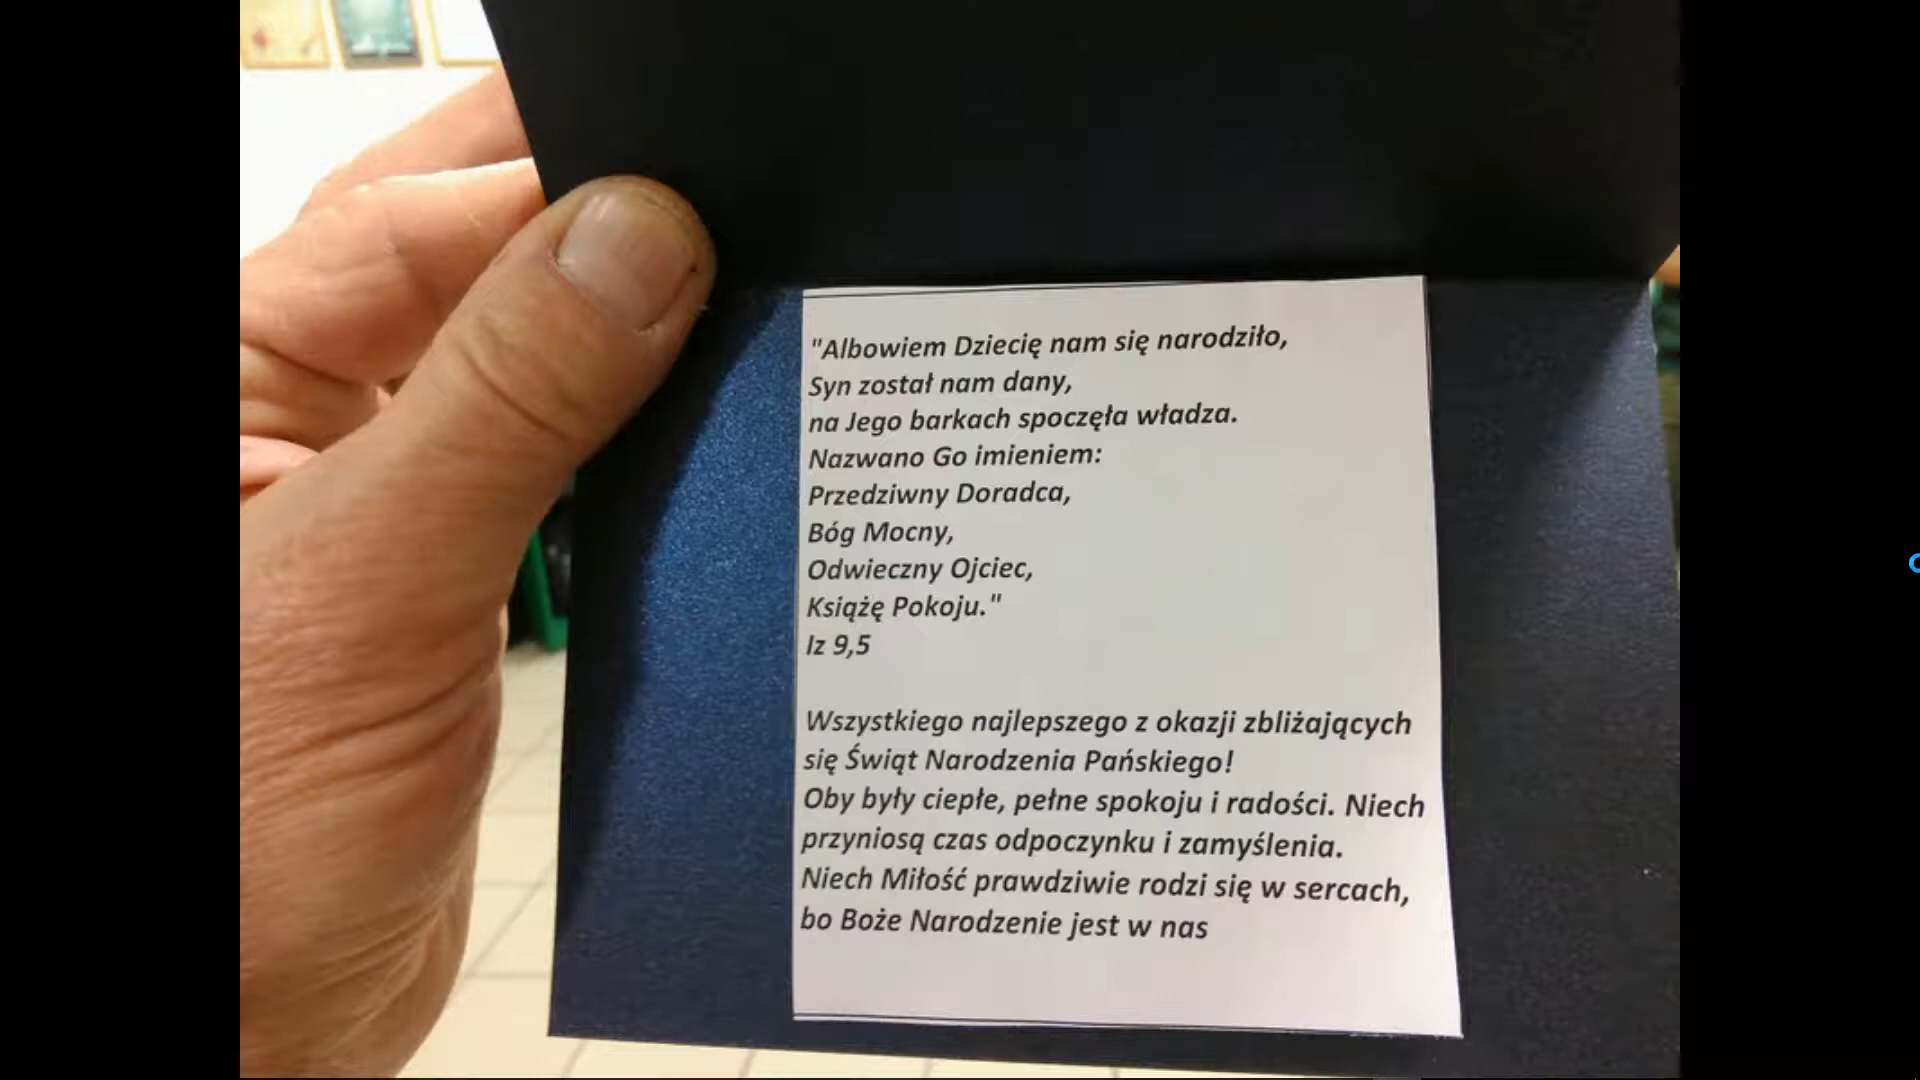 "Albowiem Dziecię nam się narodziło,
Syn został nam dany,
na Jego barkach spoczęła władza.
Nazwano Go imieniem:
Przedziwny Doradca,
Bóg Mocny,
Odwieczny Ojciec,
Książę Pokoju."
Iz 9,5
Wszystkiego najlepszego z okazji zbliżających
się Świąt Narodzenia Pańskiego!
Oby były ciepłe, pełne spokoju i radości. Niech
przyniosą czas odpoczynku i zamyślenia.
Niech Miłość prawdziwie rodzi się w sercach,
bo Boże Narodzenie jest w nas